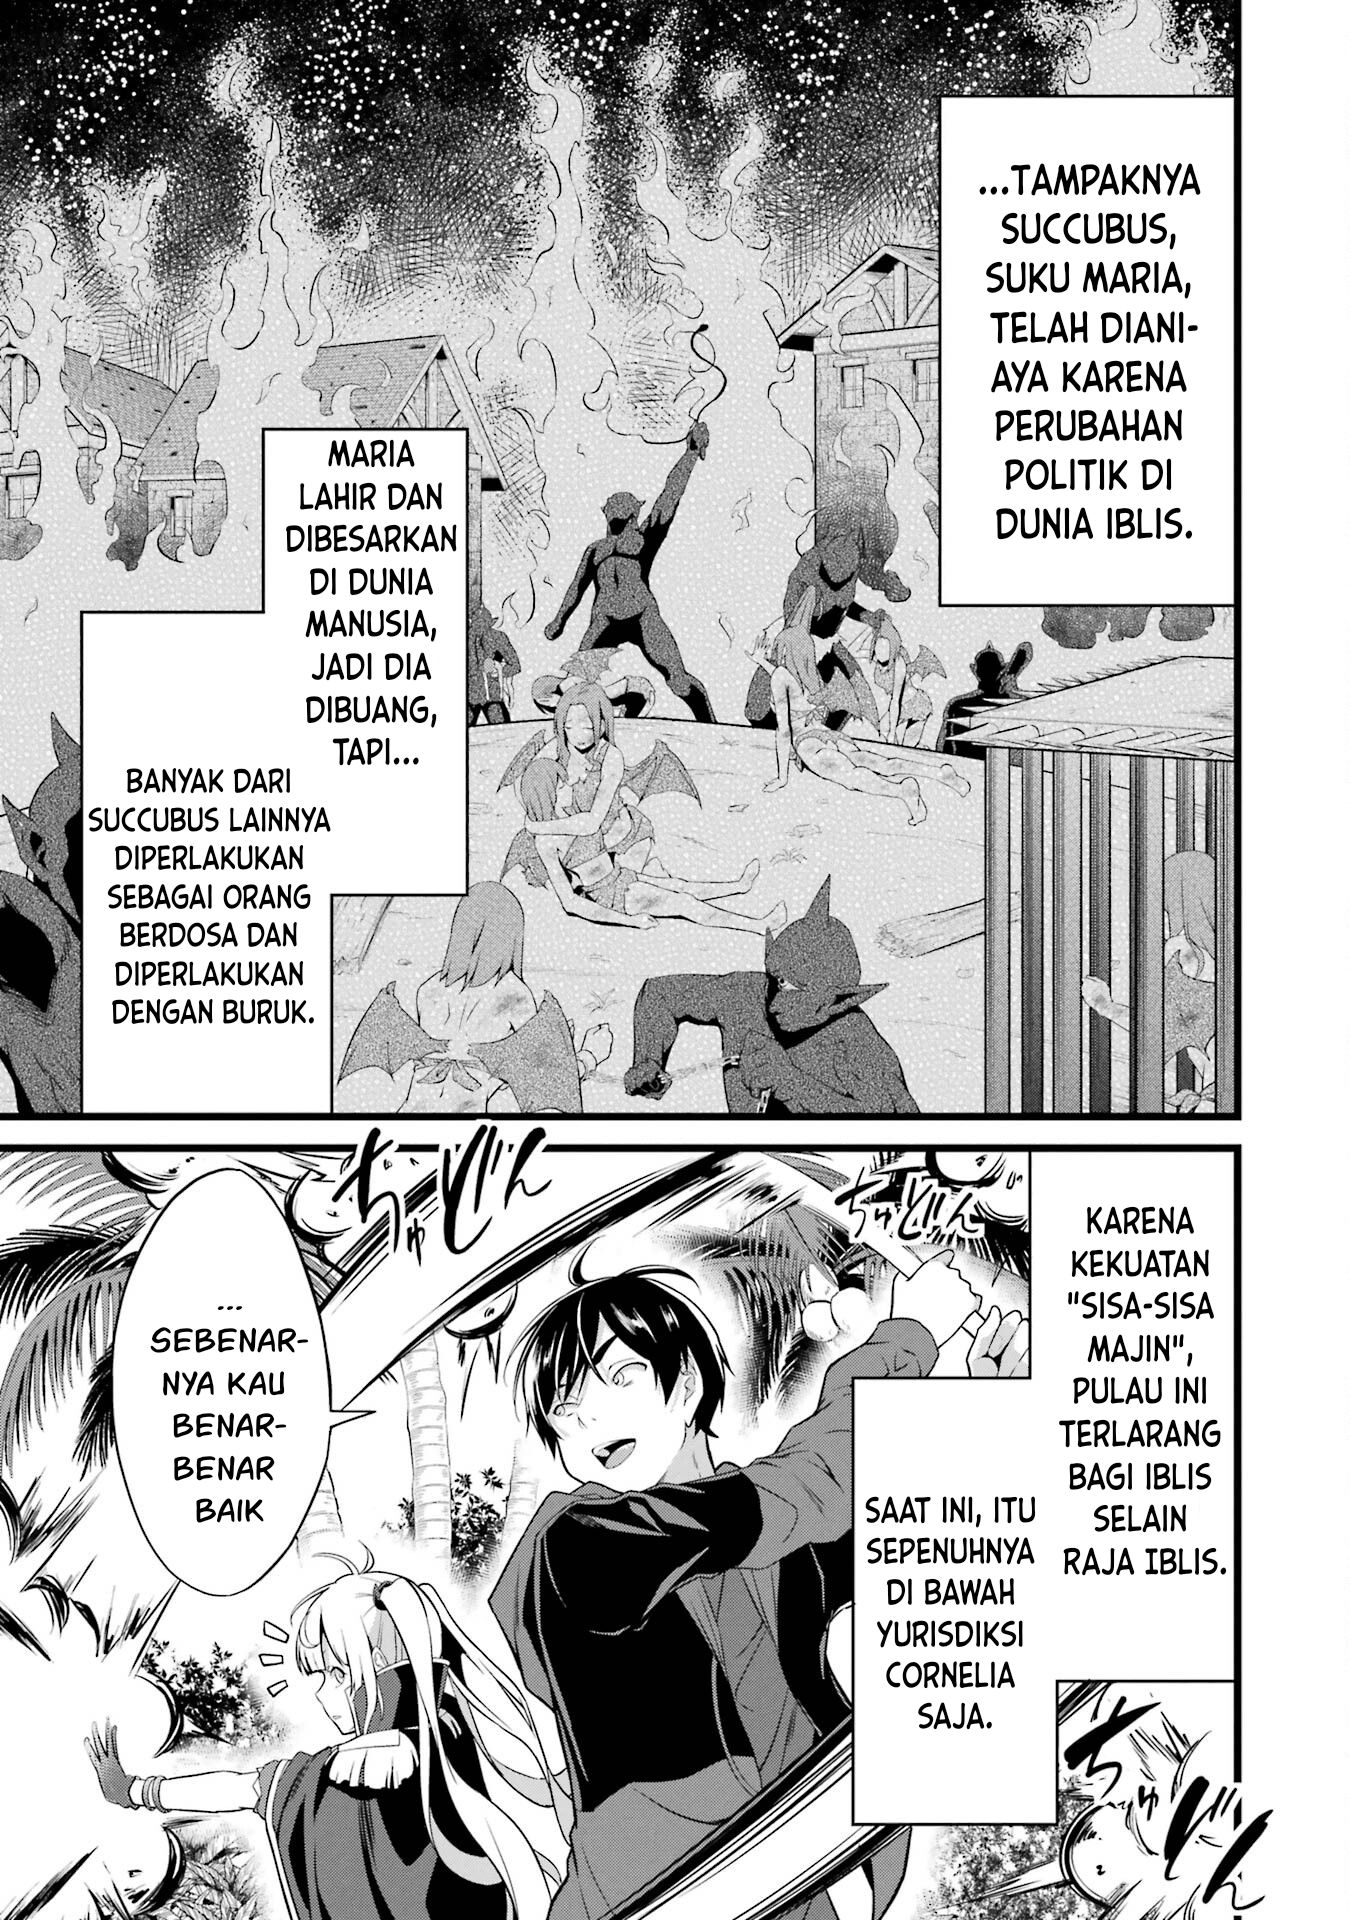 ...TAMPAKNYA
SUCCUBUS,
SUKU MARIA,
TELAH DIANI-
AYA KARENA
PERUBAHAN
POLITIK DI
DUNIA IBLIS.
MARIA
LAHIR DAN
DIBESARKAN
DI DUNIA
MANUSIA,
JADI DIA
DIBUANG,
TAPI...
BANYAK DARI
SUCCUBUS LAINNYA
DIPERLAKUKAN
SEBAGAI ORANG
BERDOSA DAN
DIPERLAKUKAN
DENGAN BURUK.
KARENA
KEKUATAN
"SISA-SISA
MAJIN",
PULAU INI
TERLARANG
BAGI IBLIS
SELAIN
RAJA IBLIS.
SAAT INI, ITU
SEPENUHNYA
DI BAWAH
YURISDIKSI
CORNELIA
SAJA.
ちゅどん
ちゅどーん
...
SEBENAR-
NYA KAU
BENAR-
BENAR
BAIK
ちゅどん